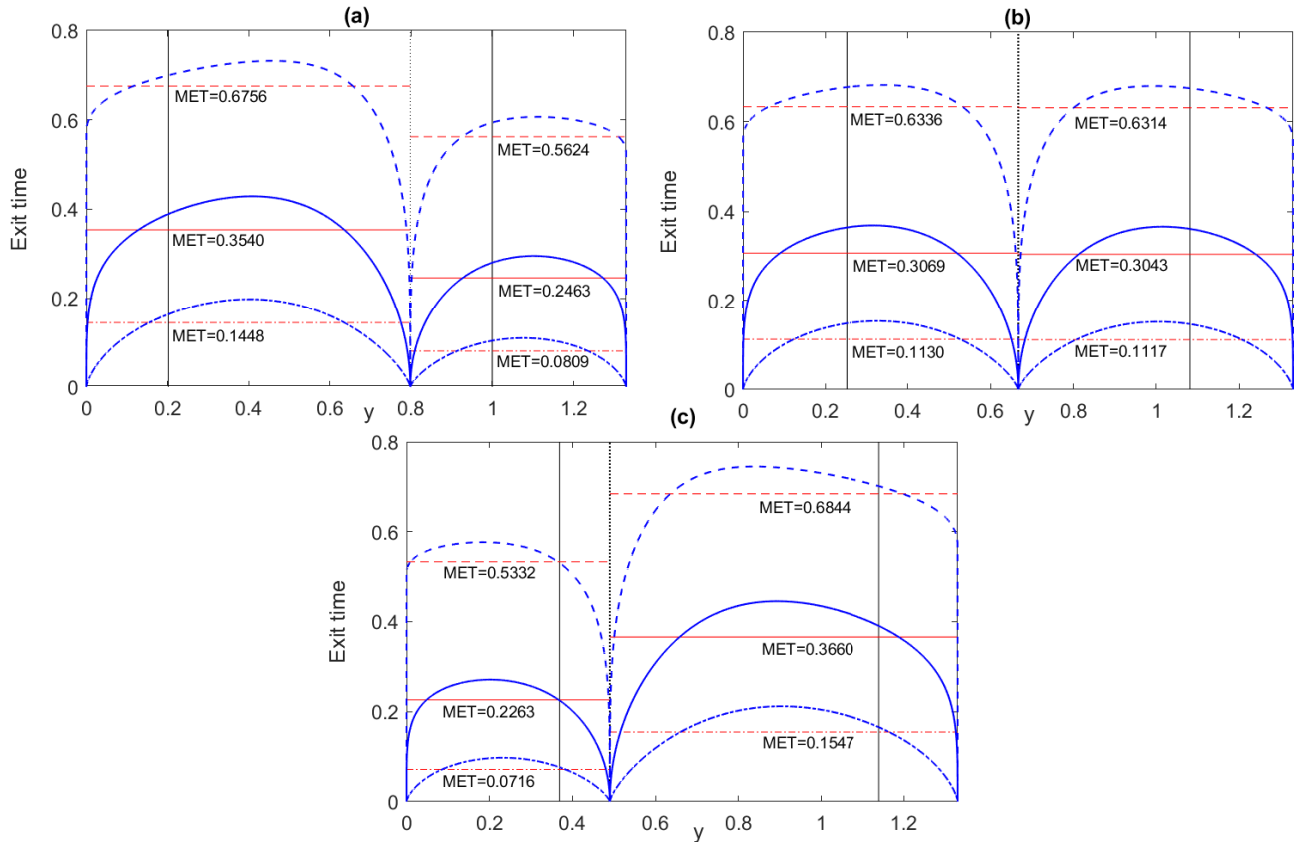 (a)
0.8
0.6
0.4
0.2
0
Exit time
MET=0.6756
MET=0.5624
MET=0.3540
MET=0.2463
MET=0.1448
MET=0.0809
0 0.2 0.4 0.6 0.8 1 1.2
y
(b)
0.8
0.6
0.4
0.2
0
Exit time
MET=0.6336
MET=0.6314
MET=0.3069
MET=0.3043
MET=0.1130
MET=0.1117
0 0.2 0.4 0.6 0.8 1 1.2
y
(c)
0.8
0.6
0.4
0.2
0
Exit time
MET=0.6844
MET=0.5332
MET=0.3660
MET=0.2263
MET=0.1547
MET=0.0716
0 0.2 0.4 0.6 0.8 1 1.2
y